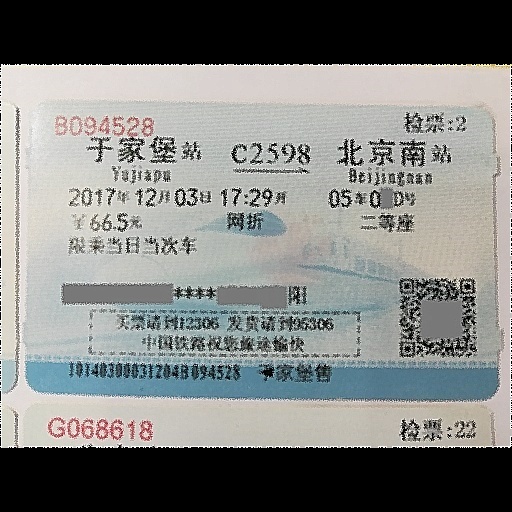 B094528 检票:2
于家堡站 C2598 北京南站
Yujiapu Beijingnan
2017年12月03日 17:29开 05车0 D号
￥66.5元 网折 二等座
限乘当日当次车
**** 阳
买票请到12306 发货请到95306
中国铁路祝您旅途愉快
10140300031204B094528 于家堡售
G068618 检票:22